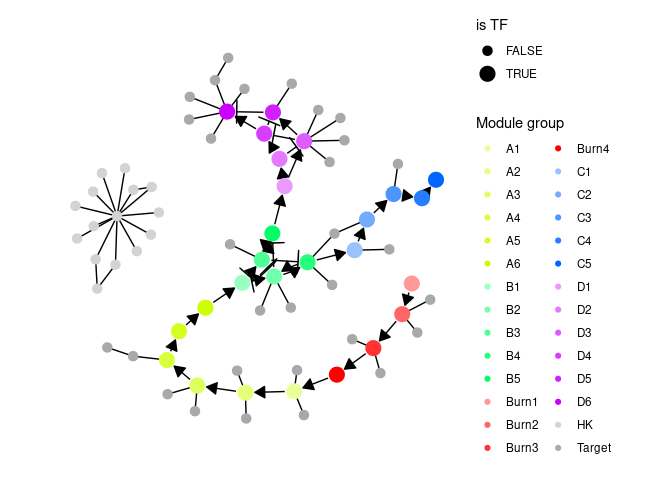 is TF
FALSE
TRUE
Module group
A1
A2
A3
A4
A5
A6
B1
B2
B3
B4
B5
Burn1
Burn2
Burn3
Burn4
C1
C2
C3
C4
C5
D1
D2
D3
D4
D5
D6
HK
Target